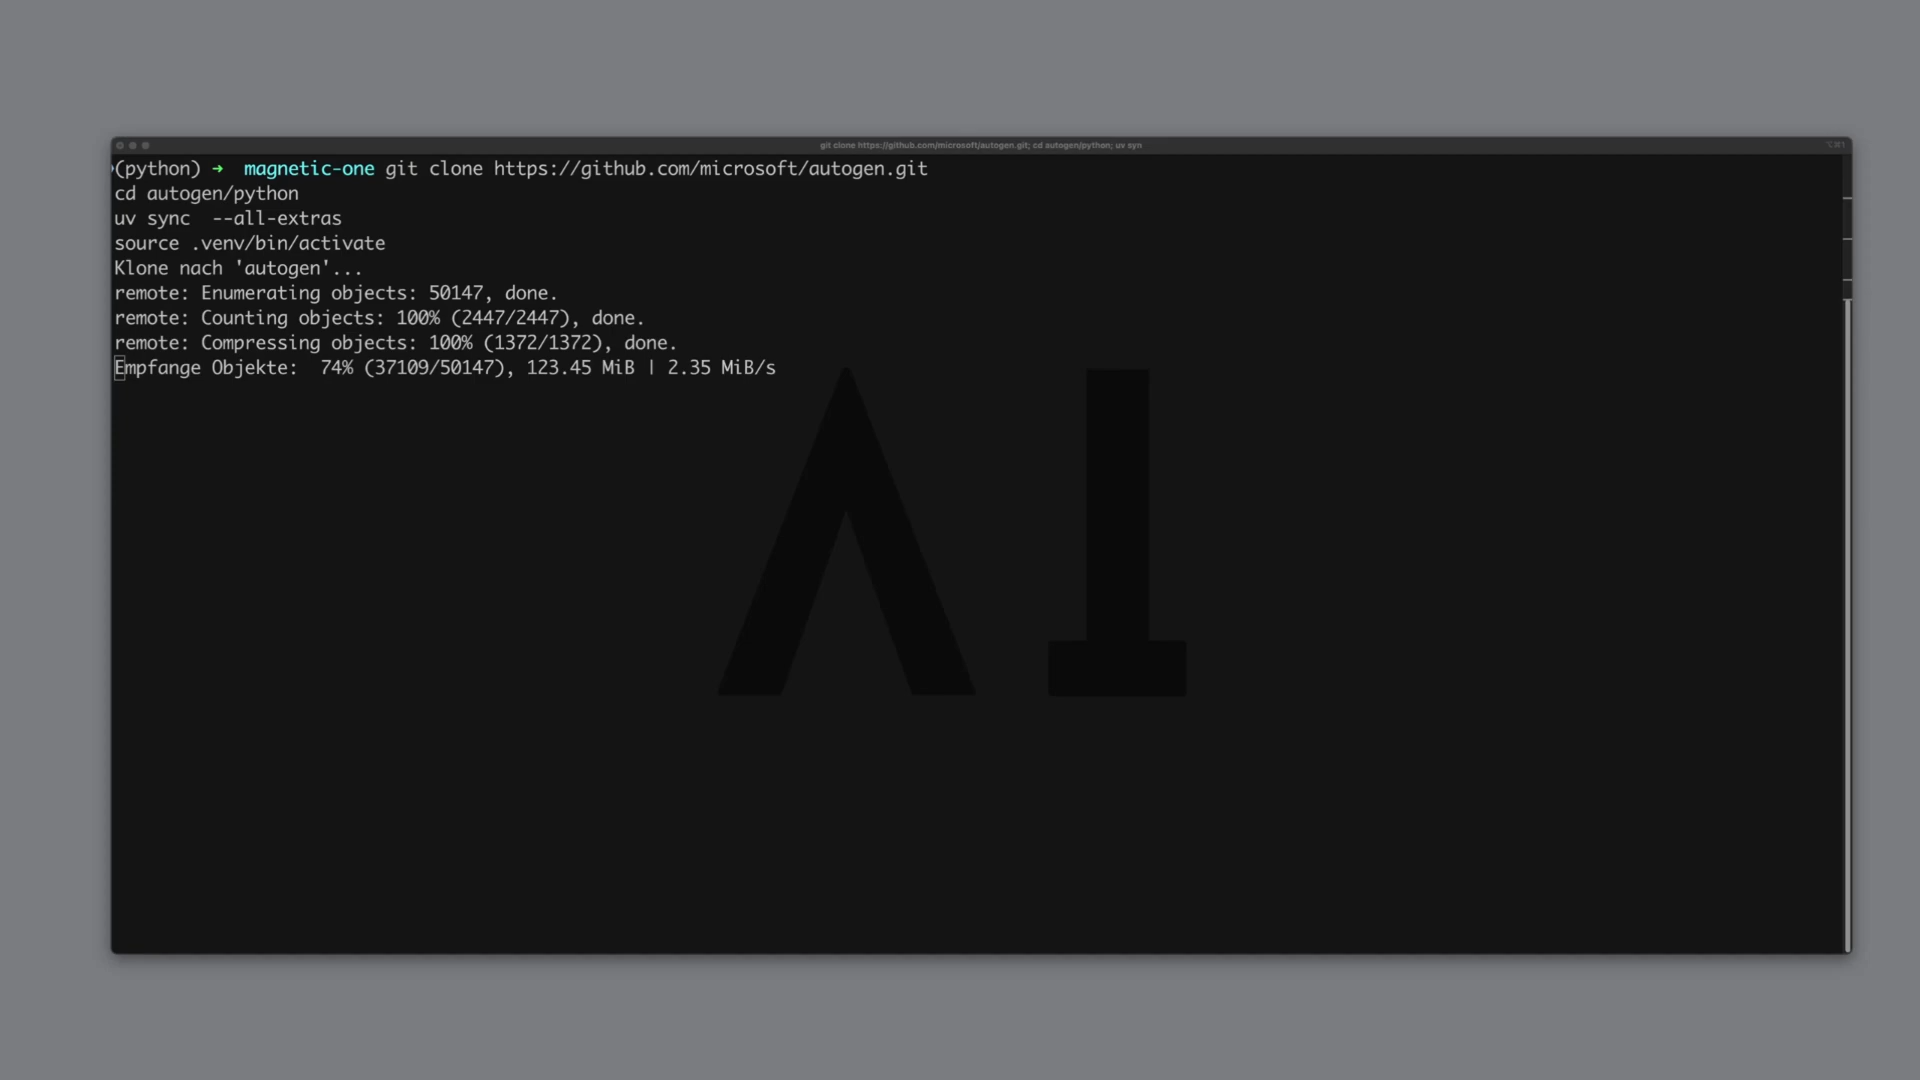 git clone https://github.com/microsoft/autogen.git; cd autogen/python; uv syn
(python) ➜ magnetic-one git clone https://github.com/microsoft/autogen.git
cd autogen/python
uv sync  --all-extras
source .venv/bin/activate
Klone nach 'autogen'...
remote: Enumerating objects: 50147, done.
remote: Counting objects: 100% (2447/2447), done.
remote: Compressing objects: 100% (1372/1372), done.
Empfange Objekte:  74% (37109/50147), 123.45 MiB | 2.35 MiB/s
AI